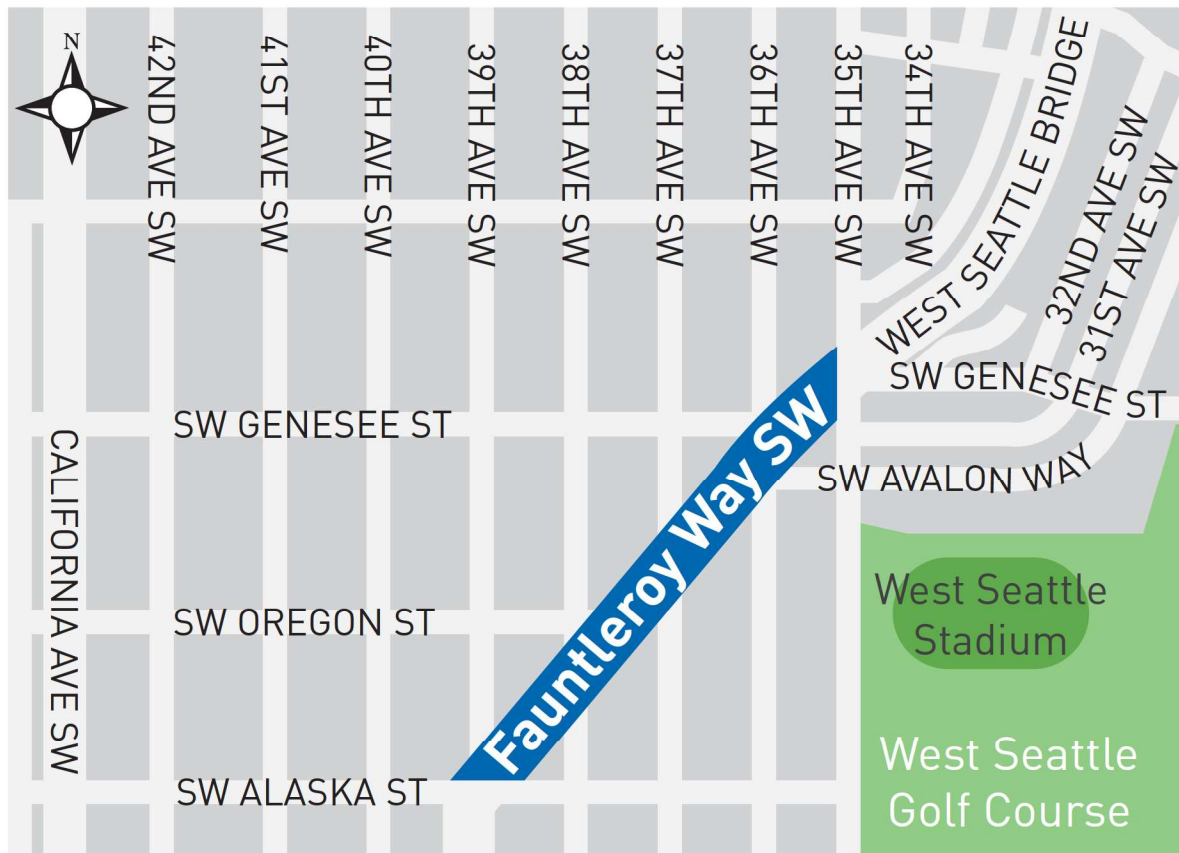 N
42ND AVE SW
41ST AVE SW
40TH AVE SW
39TH AVE SW
38TH AVE SW
37TH AVE SW
36TH AVE SW
35TH AVE SW
34TH AVE SW
WEST SEATTLE BRIDGE
32ND AVE SW
31ST AVE SW
SW GENESEE ST
SW GENESEE ST
CALIFORNIA AVE SW
Fauntleroy Way SW
SW AVALON WAY
SW OREGON ST
West Seattle
Stadium
SW ALASKA ST
West Seattle
Golf Course